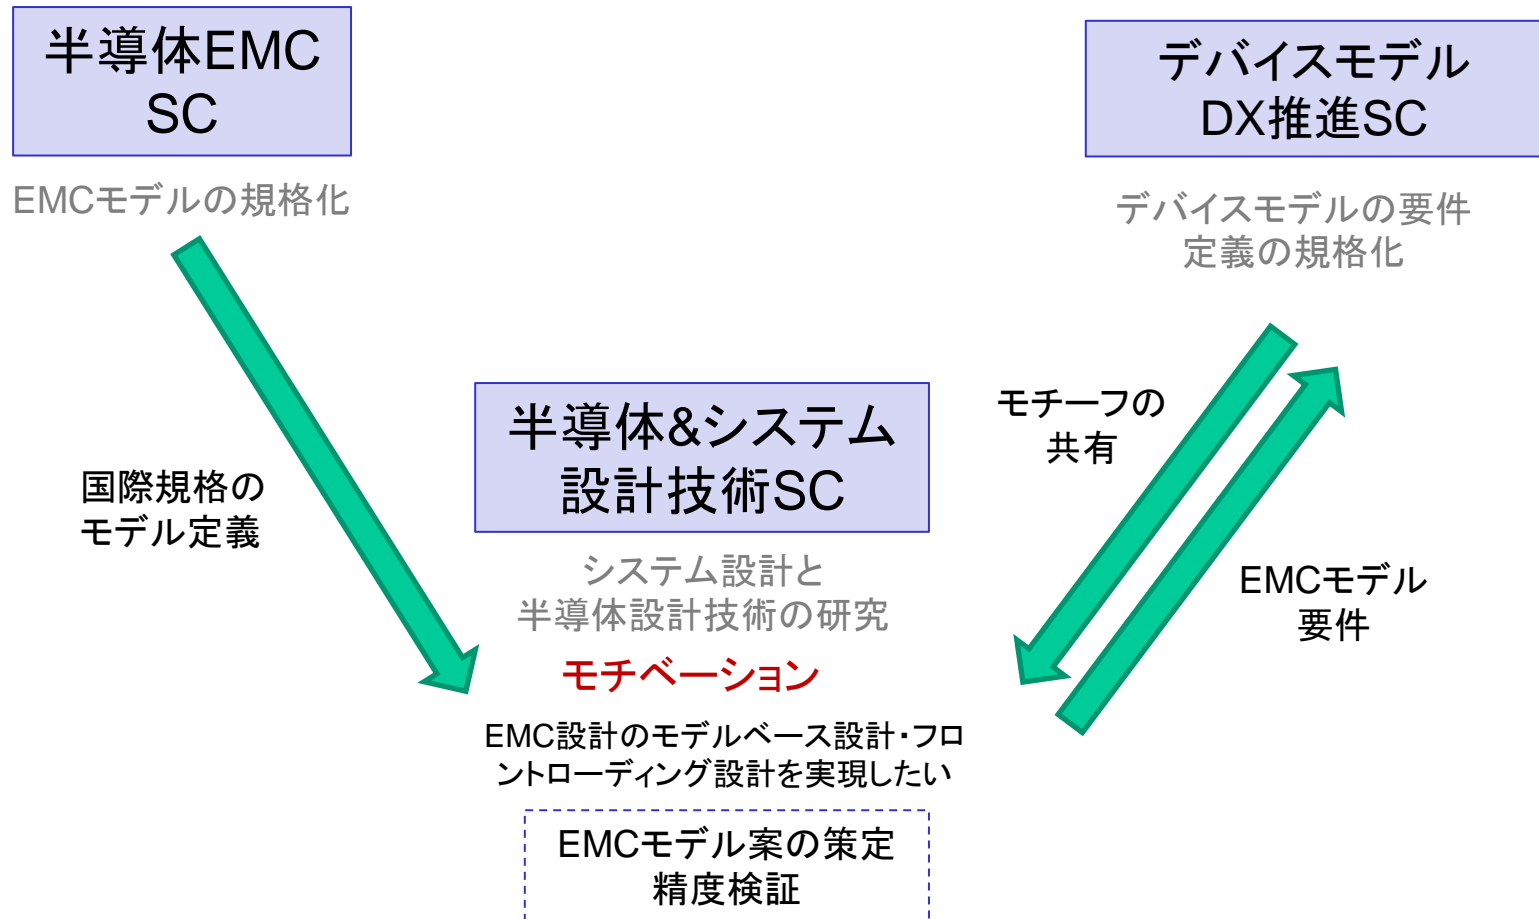 半導体EMC
SC
EMCモデルの規格化
デバイスモデル
DX推進SC
デバイスモデルの要件
定義の規格化
国際規格の
モデル定義
半導体&システム
設計技術SC
システム設計と
半導体設計技術の研究
モチベーション
EMC設計のモデルベース設計・フロ
ントローディング設計を実現したい
EMCモデル案の策定
精度検証
モチーフの
共有
EMCモデル
要件